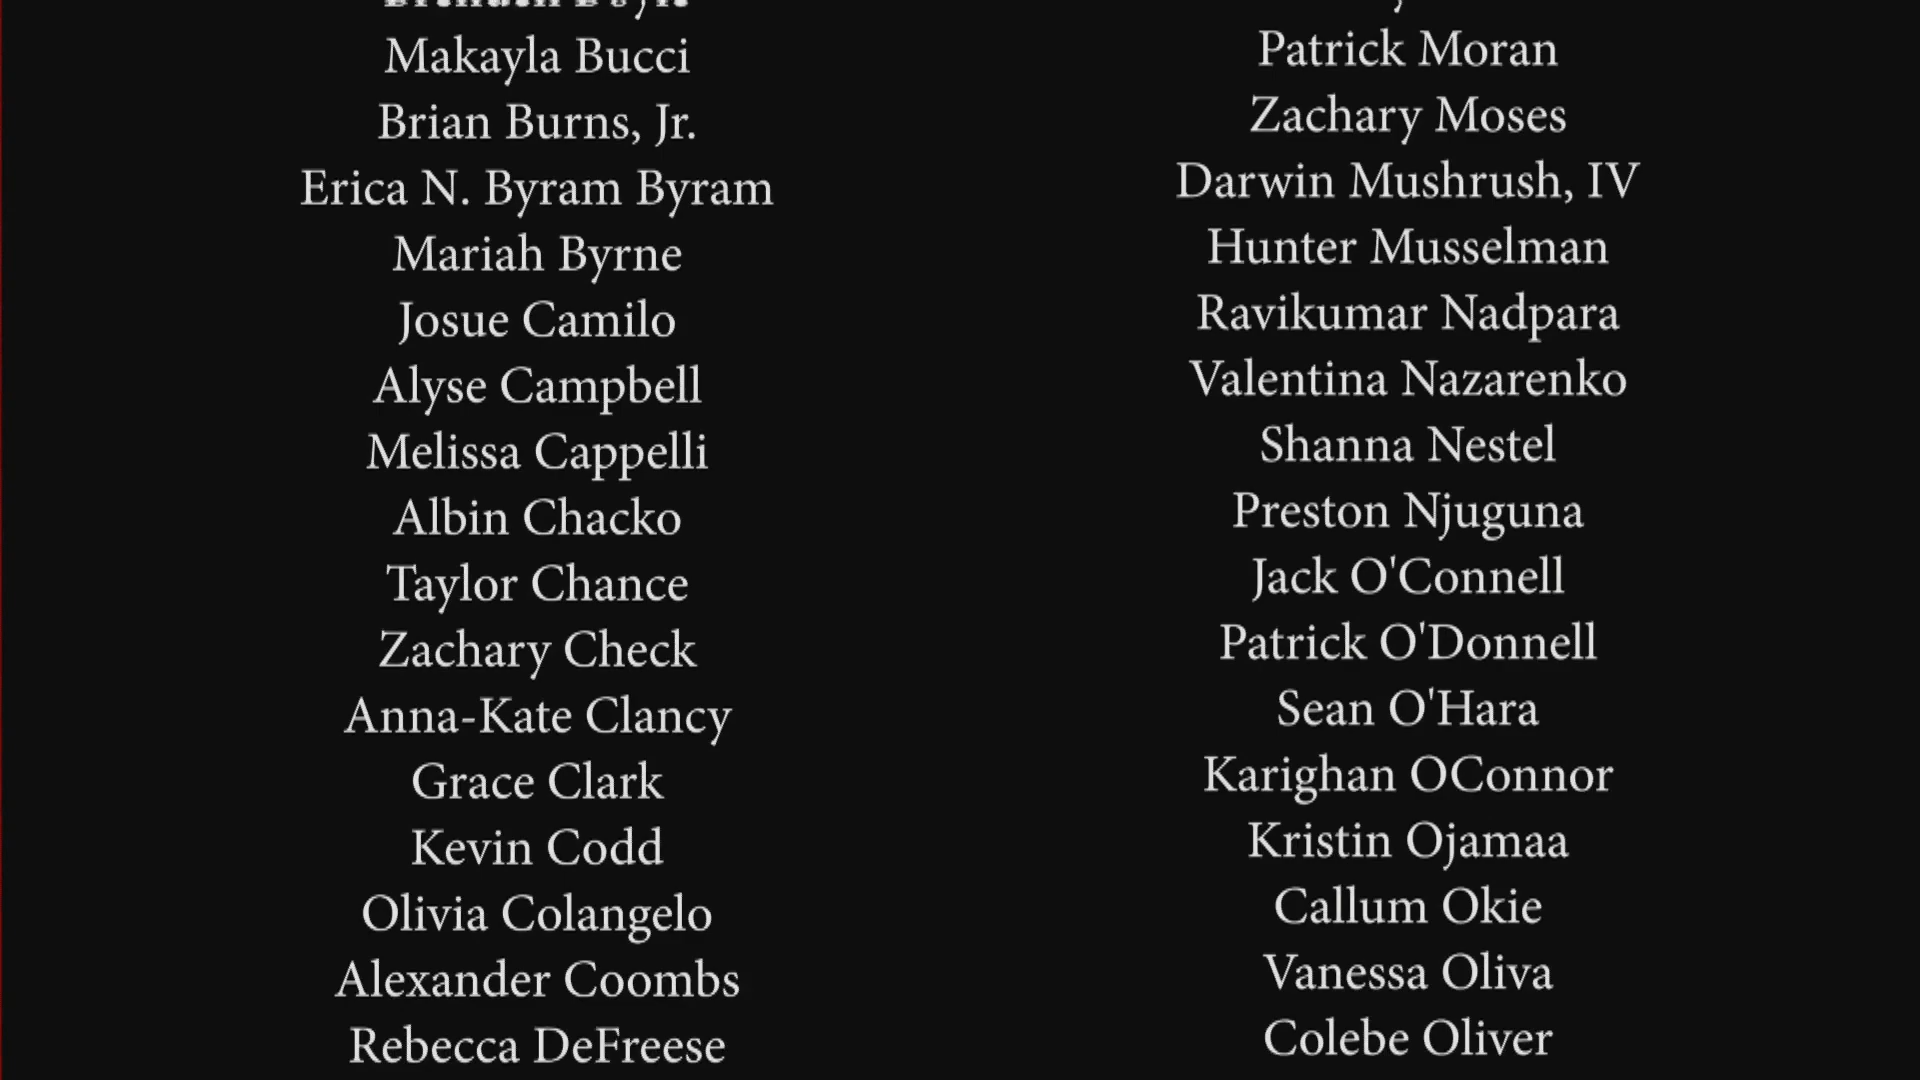 Makayla Bucci
Brian Burns, Jr.
Erica N. Byram Byram
Mariah Byrne
Josue Camilo
Alyse Campbell
Melissa Cappelli
Albin Chacko
Taylor Chance
Zachary Check
Anna-Kate Clancy
Grace Clark
Kevin Codd
Olivia Colangelo
Alexander Coombs
Rebecca DeFreese
Patrick Moran
Zachary Moses
Darwin Mushrush, IV
Hunter Musselman
Ravikumar Nadpara
Valentina Nazarenko
Shanna Nestel
Preston Njuguna
Jack O'Connell
Patrick O'Donnell
Sean O'Hara
Karighan OConnor
Kristin Ojamaa
Callum Okie
Vanessa Oliva
Colebe Oliver